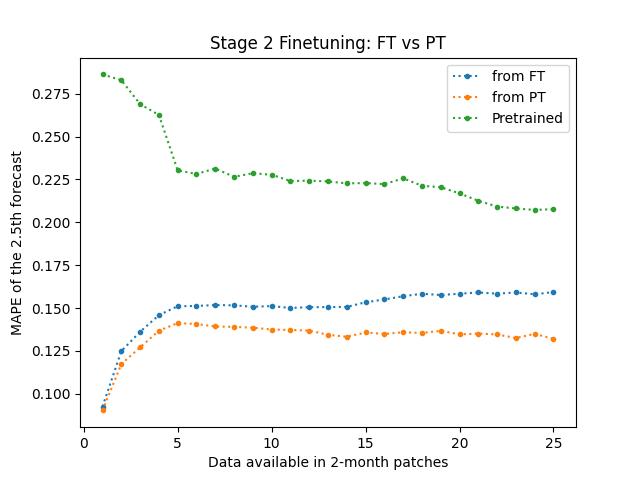 Stage 2 Finetuning: FT vs PT
from FT
from PT
Pretrained
MAPE of the 2.5th forecast
0.275
0.250
0.225
0.200
0.175
0.150
0.125
0.100
0 5 10 15 20 25
Data available in 2-month patches